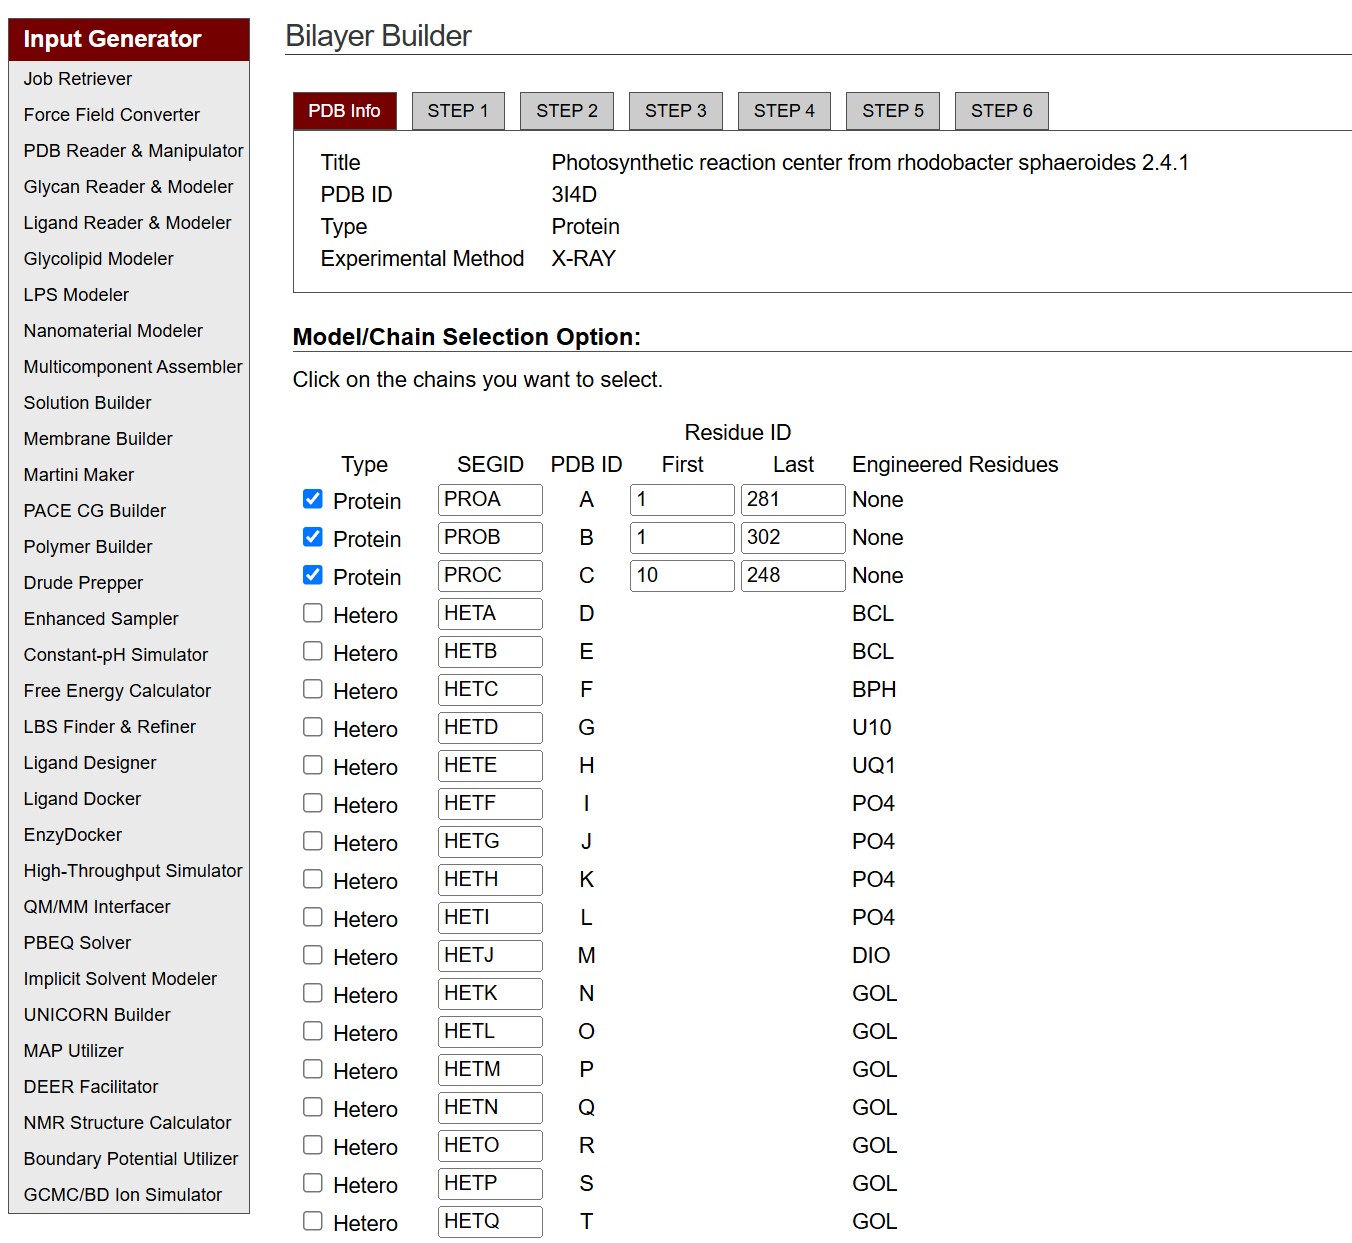 Input Generator
Job Retriever
Force Field Converter
PDB Reader & Manipulator
Glycan Reader & Modeler
Ligand Reader & Modeler
Glycolipid Modeler
LPS Modeler
Nanomaterial Modeler
Multicomponent Assembler
Solution Builder
Membrane Builder
Martini Maker
PACE CG Builder
Polymer Builder
Drude Prepper
Enhanced Sampler
Constant-pH Simulator
Free Energy Calculator
LBS Finder & Refiner
Ligand Designer
Ligand Docker
EnzyDocker
High-Throughput Simulator
QM/MM Interfacer
PBEQ Solver
Implicit Solvent Modeler
UNICORN Builder
MAP Utilizer
DEER Facilitator
NMR Structure Calculator
Boundary Potential Utilizer
GCMC/BD Ion Simulator
Bilayer Builder
PDB Info STEP 1 STEP 2 STEP 3 STEP 4 STEP 5 STEP 6
Title Photosynthetic reaction center from rhodobacter sphaeroides 2.4.1
PDB ID 3I4D
Type Protein
Experimental Method X-RAY
Model/Chain Selection Option:
Click on the chains you want to select.
Residue ID
Type SEGID PDB ID First Last Engineered Residues
Protein PROA A 1 281 None
Protein PROB B 1 302 None
Protein PROC C 10 248 None
Hetero HETA D BCL
Hetero HETB E BCL
Hetero HETC F BPH
Hetero HETD G U10
Hetero HETE H UQ1
Hetero HETF I PO4
Hetero HETG J PO4
Hetero HETH K PO4
Hetero HETI L PO4
Hetero HETJ M DIO
Hetero HETK N GOL
Hetero HETL O GOL
Hetero HETM P GOL
Hetero HETN Q GOL
Hetero HETO R GOL
Hetero HETP S GOL
Hetero HETQ T GOL